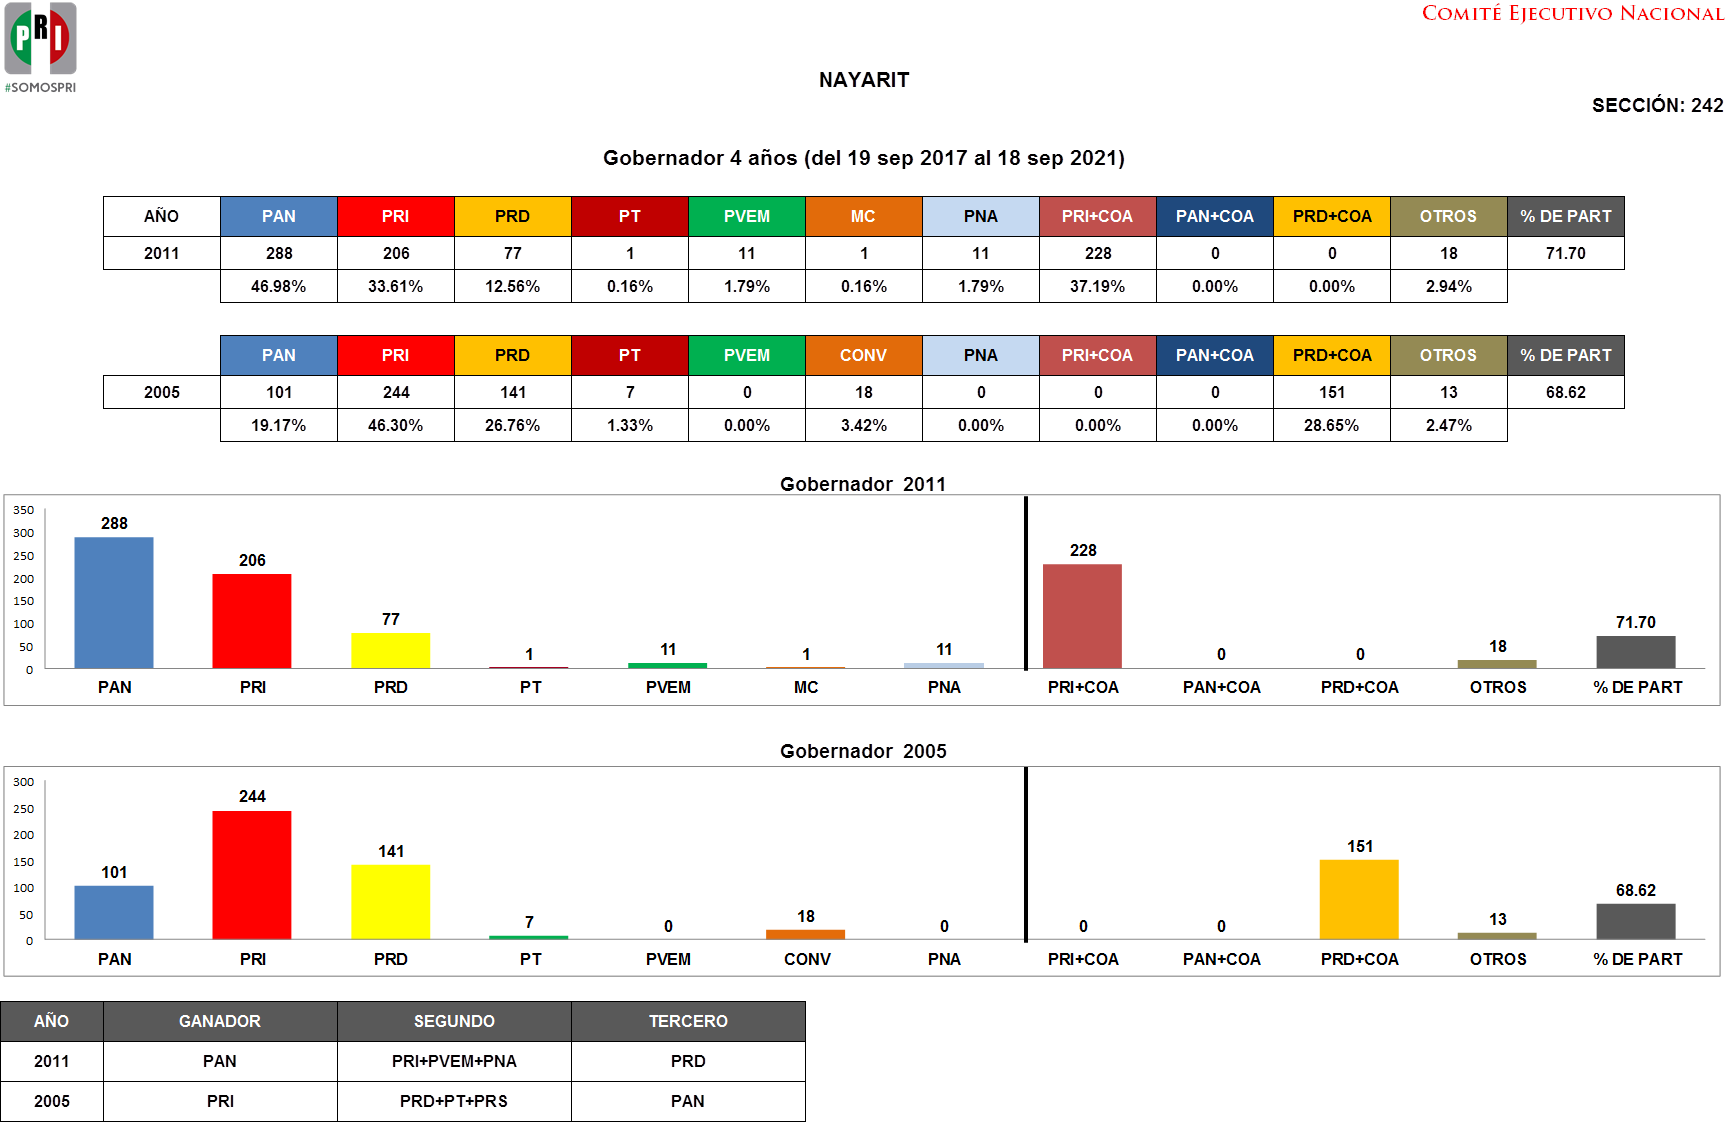 PRI
#SOMOSPRI
COMITÉ EJECUTIVO NACIONAL
NAYARIT
SECCIÓN: 242
Gobernador 4 años (del 19 sep 2017 al 18 sep 2021)
AÑO PAN PRI PRD PT PVEM MC PNA PRI+COA PAN+COA PRD+COA OTROS % DE PART
2011 288 206 77 1 11 1 11 228 0 0 18 71.70
46.98% 33.61% 12.56% 0.16% 1.79% 0.16% 1.79% 37.19% 0.00% 0.00% 2.94%
PAN PRI PRD PT PVEM CONV PNA PRI+COA PAN+COA PRD+COA OTROS % DE PART
2005 101 244 141 7 0 18 0 0 0 151 13 68.62
19.17% 46.30% 26.76% 1.33% 0.00% 3.42% 0.00% 0.00% 0.00% 28.65% 2.47%
Gobernador 2011
350
300
250
200
150
100
50
0
288 206 77 1 11 1 11 228 0 0 18 71.70
PAN PRI PRD PT PVEM MC PNA PRI+COA PAN+COA PRD+COA OTROS % DE PART
Gobernador 2005
300
250
200
150
100
50
0
101 244 141 7 0 18 0 0 0 151 13 68.62
PAN PRI PRD PT PVEM CONV PNA PRI+COA PAN+COA PRD+COA OTROS % DE PART
AÑO GANADOR SEGUNDO TERCERO
2011 PAN PRI+PVEM+PNA PRD
2005 PRI PRD+PT+PRS PAN